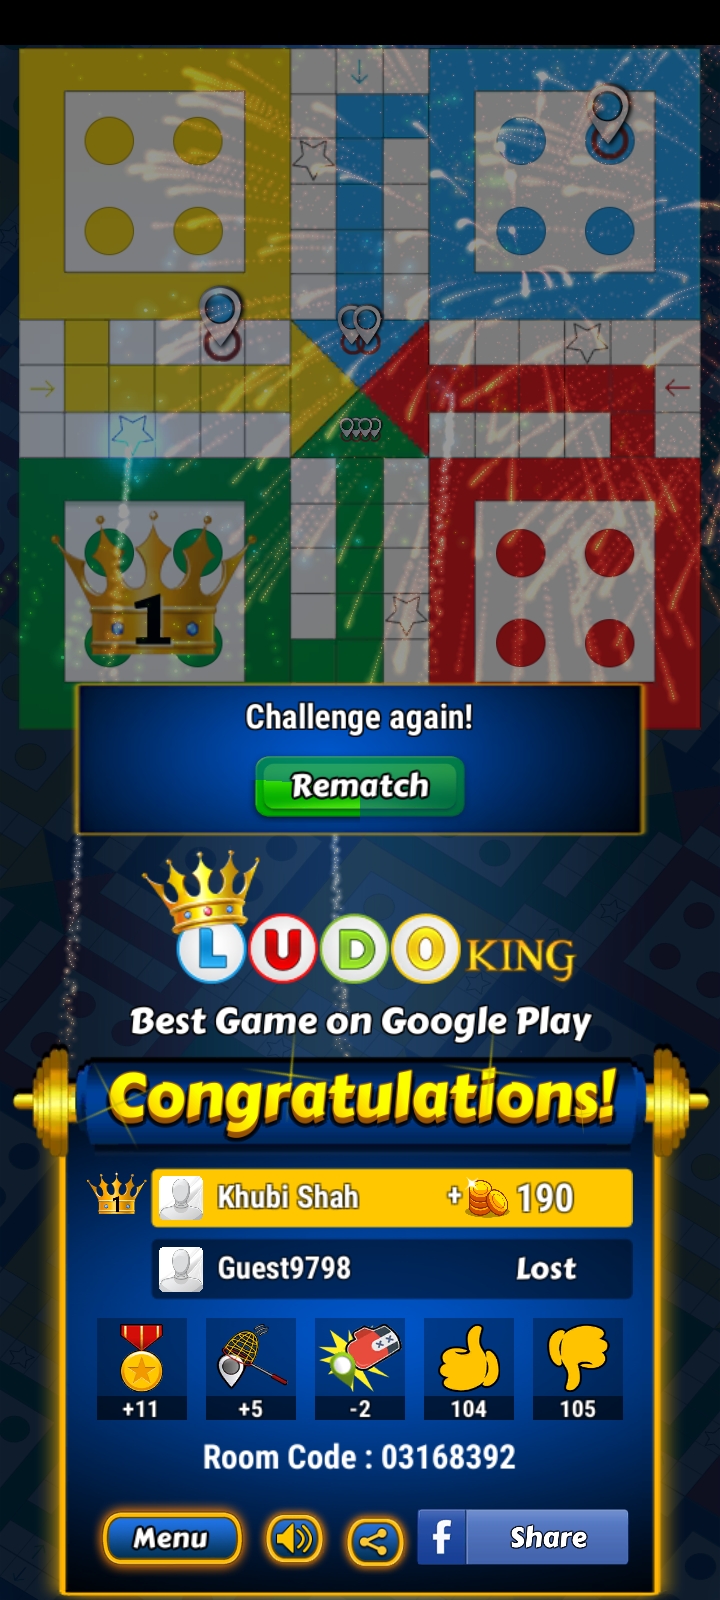 1
Challenge again!
Rematch
LUDO KING
Best Game on Google Play
Congratulations!
1 Khubi Shah + 190
Guest9798 Lost
+11 +5 -2 104 105
Room Code : 03168392
Menu f Share